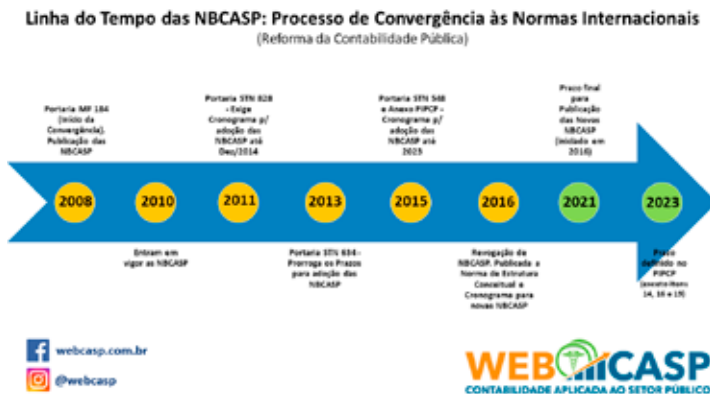 Linha do Tempo das NBCASP: Processo de Convergência às Normas Internacionais
(Reforma da Contabilidade Pública)
Portaria MF 184
(Início da
Convergência).
Publicação das
NBCASP
Portaria STN 828
- Exige
Cronograma p/
adoção das
NBCASP até
Dez/2014
Portaria STN 548
e Anexo PIPCP -
Cronograma p/
adoção das
NBCASP até
2023
Prazo final
para
Publicação
das Novas
NBCASP
(iniciado em
2016)
2008
2010
2011
2013
2015
2016
2021
2023
Entram em
vigor as NBCASP
Portaria STN 634 -
Prorroga os Prazos
para adoção das
NBCASP
Revogação de
NBCASP. Publicada a
Norma de Estrutura
Conceitual e
Cronograma para
novas NBCASP
Prazo
definido no
PIPCP
(exceto itens
14, 16 e 19)
webcasp.com.br
@webcasp
WEB CASP
CONTABILIDADE APLICADA AO SETOR PÚBLICO